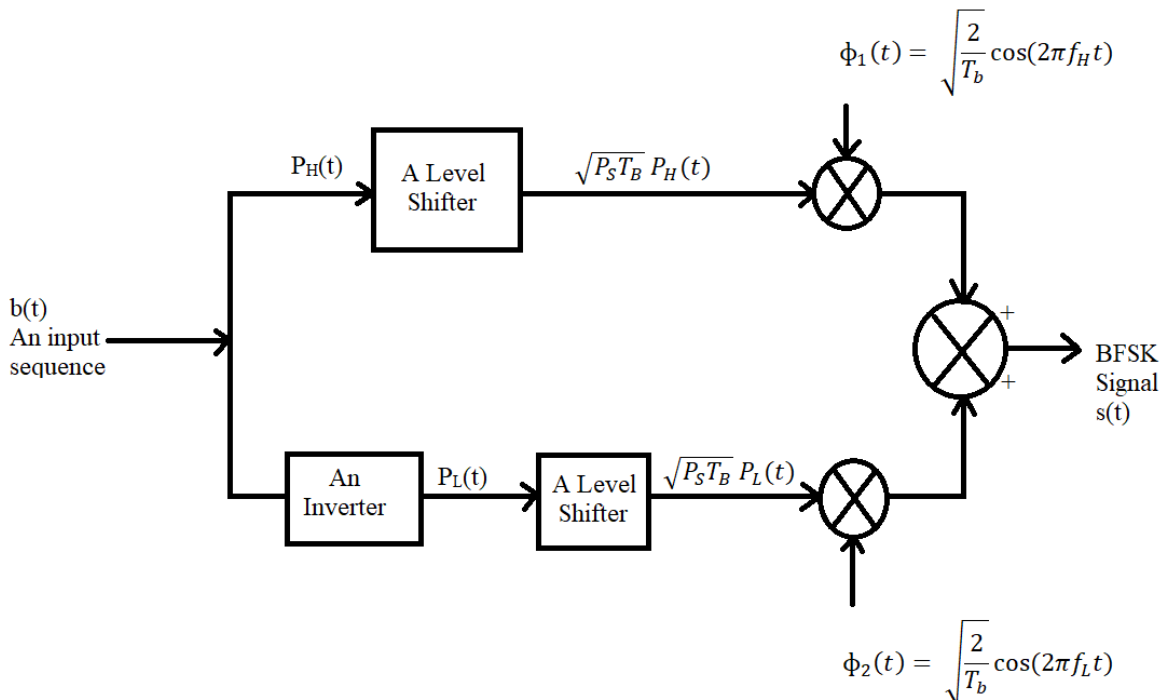 ϕ₁(t) = √(2/T_b) cos(2πf_H t)
P_H(t)
A Level
Shifter
√(P_S T_B) P_H(t)
b(t)
An input
sequence
+
+
BFSK
Signal
s(t)
An
Inverter
P_L(t)
A Level
Shifter
√(P_S T_B) P_L(t)
ϕ₂(t) = √(2/T_b) cos(2πf_L t)